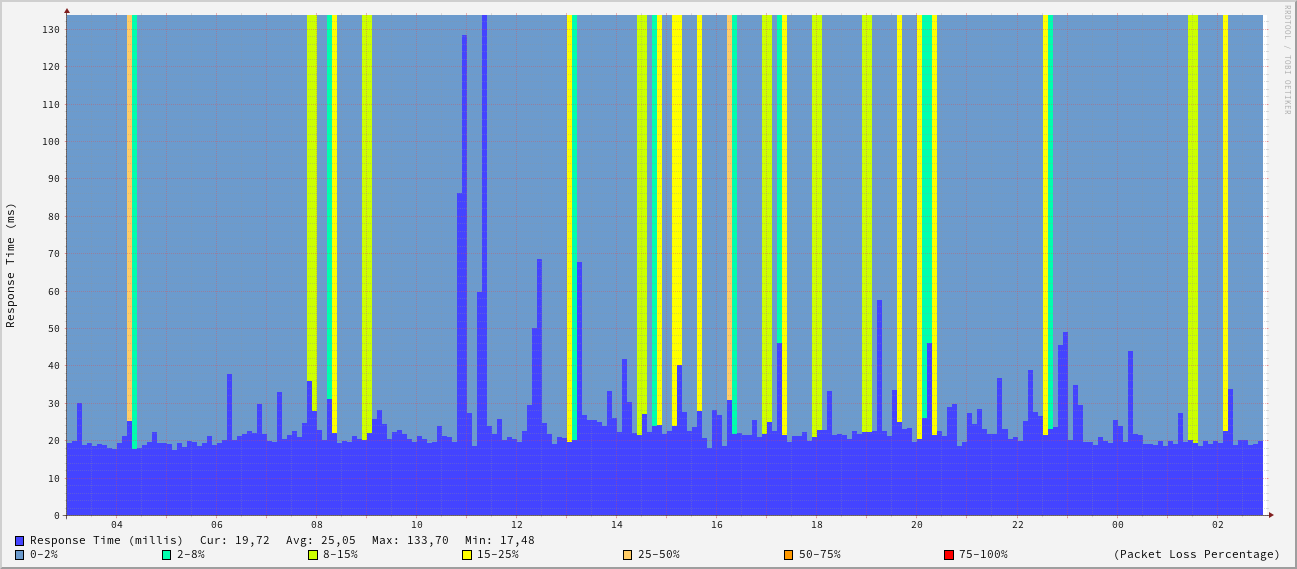 RRDTOOL / TOBI OETIKER
Response Time (ms)
130
120
110
100
90
80
70
60
50
40
30
20
10
0
04 06 08 10 12 14 16 18 20 22 00 02
Response Time (millis) Cur: 19,72 Avg: 25,05 Max: 133,70 Min: 17,48
0-2% 2-8% 8-15% 15-25% 25-50% 50-75% 75-100% (Packet Loss Percentage)